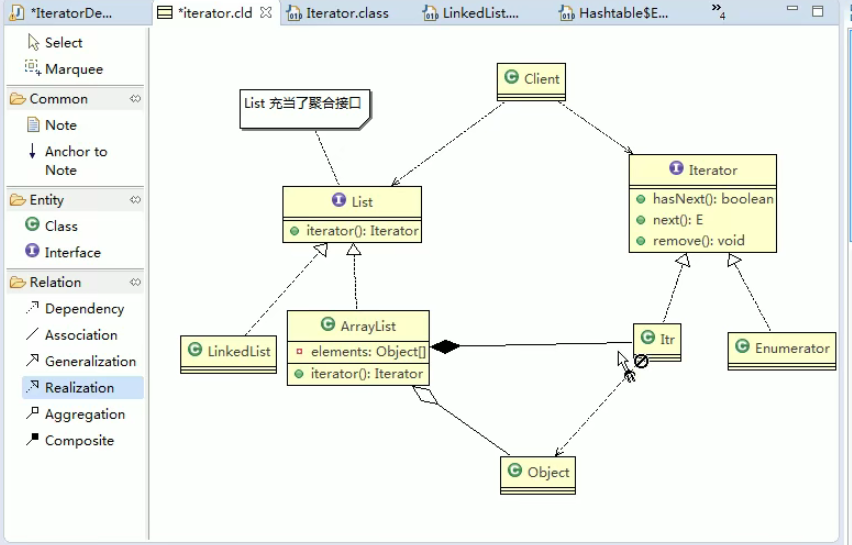 *IteratorDe...
*iterator.cld
Iterator.class
LinkedList....
Hashtable$E...
»4
Select
Marquee
Common
Note
Anchor to
Note
Entity
Class
Interface
Relation
Dependency
Association
Generalization
Realization
Aggregation
Composite
List 充当了聚合接口
Client
List
iterator(): Iterator
Iterator
hasNext(): boolean
next(): E
remove(): void
LinkedList
ArrayList
elements: Object[]
iterator(): Iterator
Itr
Enumerator
Object